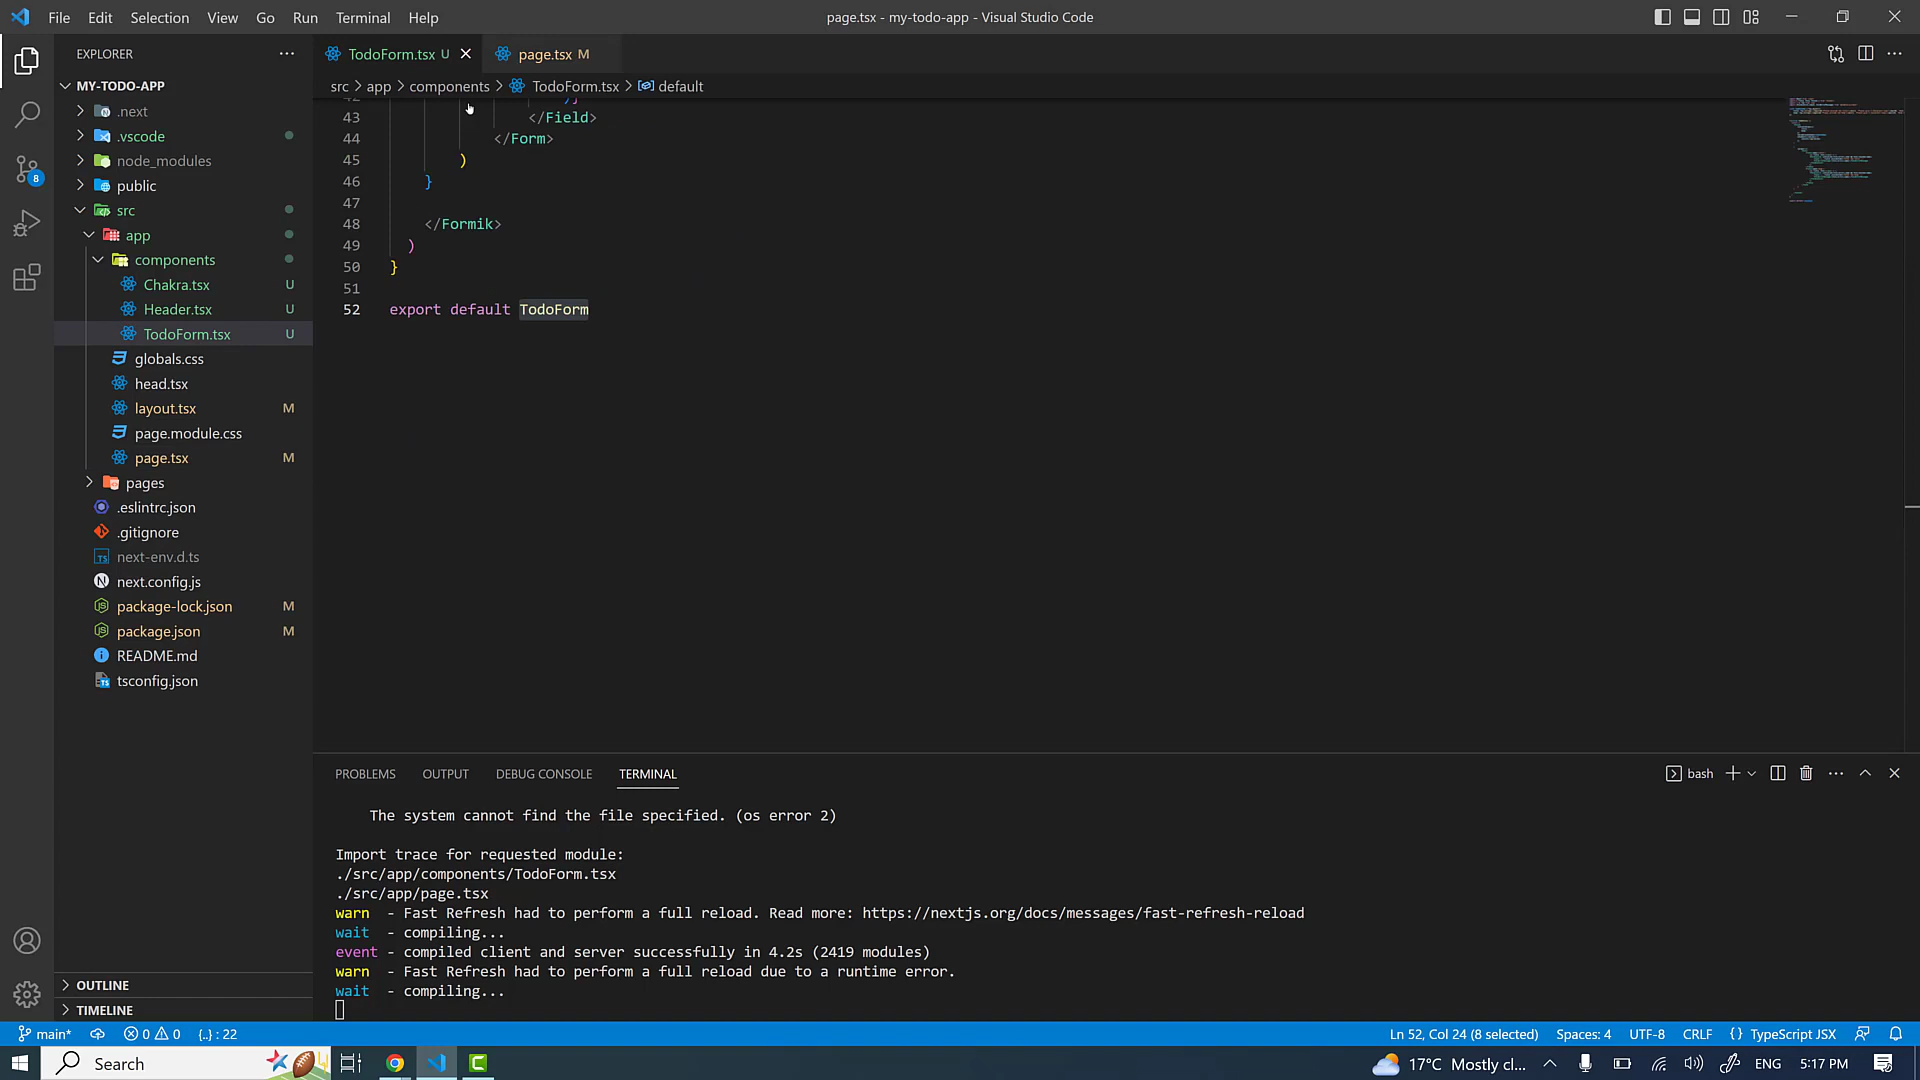 File Edit Selection View Go Run Terminal Help
page.tsx - my-todo-app - Visual Studio Code
EXPLORER
TodoForm.tsx U
page.tsx M
MY-TODO-APP
src > app > components > TodoForm.tsx > default
.next
.vscode
node_modules
public
src
app
components
Chakra.tsx U
Header.tsx U
TodoForm.tsx U
globals.css
head.tsx
layout.tsx M
page.module.css
page.tsx M
pages
.eslintrc.json
.gitignore
next-env.d.ts
next.config.js
package-lock.json M
package.json M
README.md
tsconfig.json
OUTLINE
TIMELINE
8
43 </Field>
44 </Form>
45 )
46 }
47
48 </Formik>
49 )
50 }
51
52 export default TodoForm
PROBLEMS OUTPUT DEBUG CONSOLE TERMINAL
bash
The system cannot find the file specified. (os error 2)
Import trace for requested module:
./src/app/components/TodoForm.tsx
./src/app/page.tsx
warn - Fast Refresh had to perform a full reload. Read more: https://nextjs.org/docs/messages/fast-refresh-reload
wait - compiling...
event - compiled client and server successfully in 4.2s (2419 modules)
warn - Fast Refresh had to perform a full reload due to a runtime error.
wait - compiling...
main* 0 0 {..} : 22
Ln 52, Col 24 (8 selected) Spaces: 4 UTF-8 CRLF {} TypeScript JSX
Search
17°C Mostly cl... ENG 5:17 PM